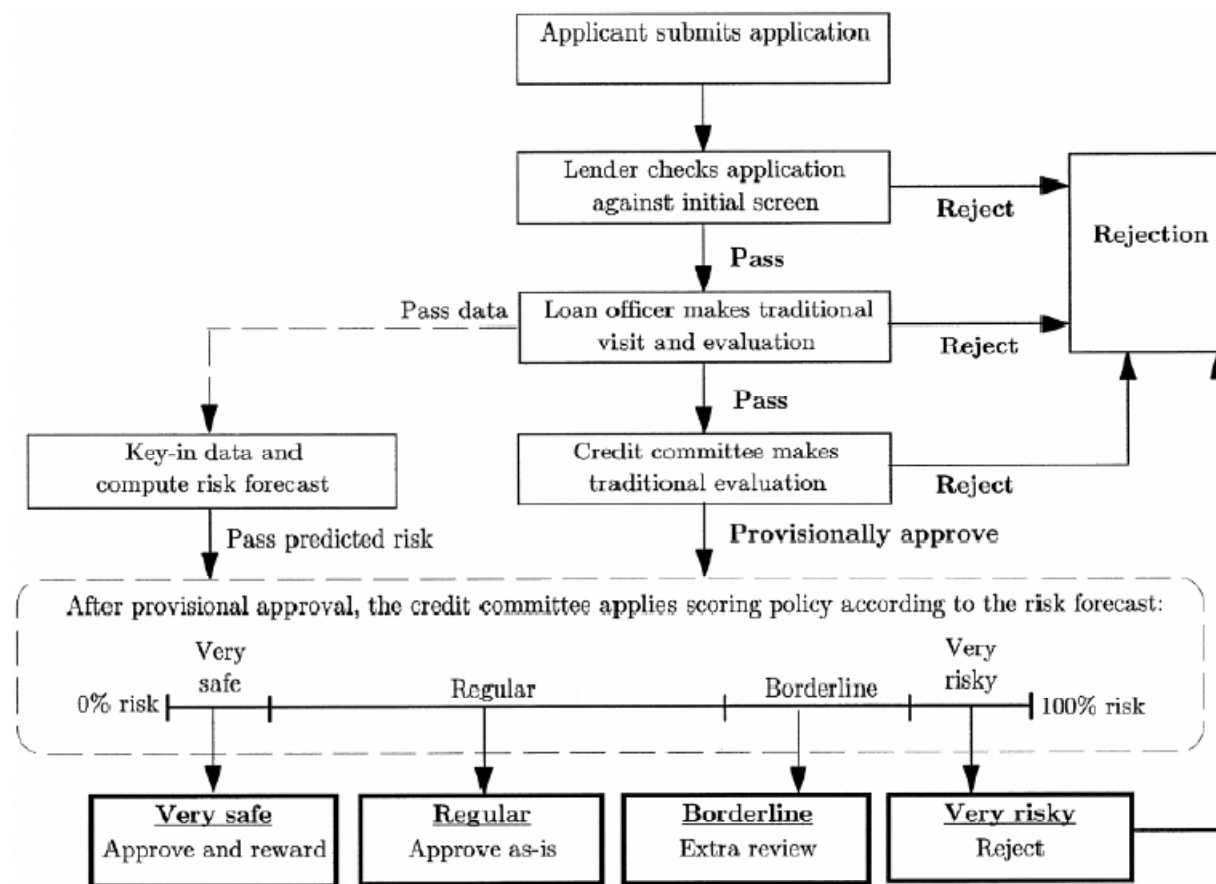 Applicant submits application
Lender checks application
against initial screen
Reject
Rejection
Pass
Pass data
Loan officer makes traditional
visit and evaluation
Reject
Pass
Key-in data and
compute risk forecast
Credit committee makes
traditional evaluation
Reject
Pass predicted risk
Provisionally approve
After provisional approval, the credit committee applies scoring policy according to the risk forecast:
Very
safe
Regular
Borderline
Very
risky
0% risk
100% risk
Very safe
Approve and reward
Regular
Approve as-is
Borderline
Extra review
Very risky
Reject